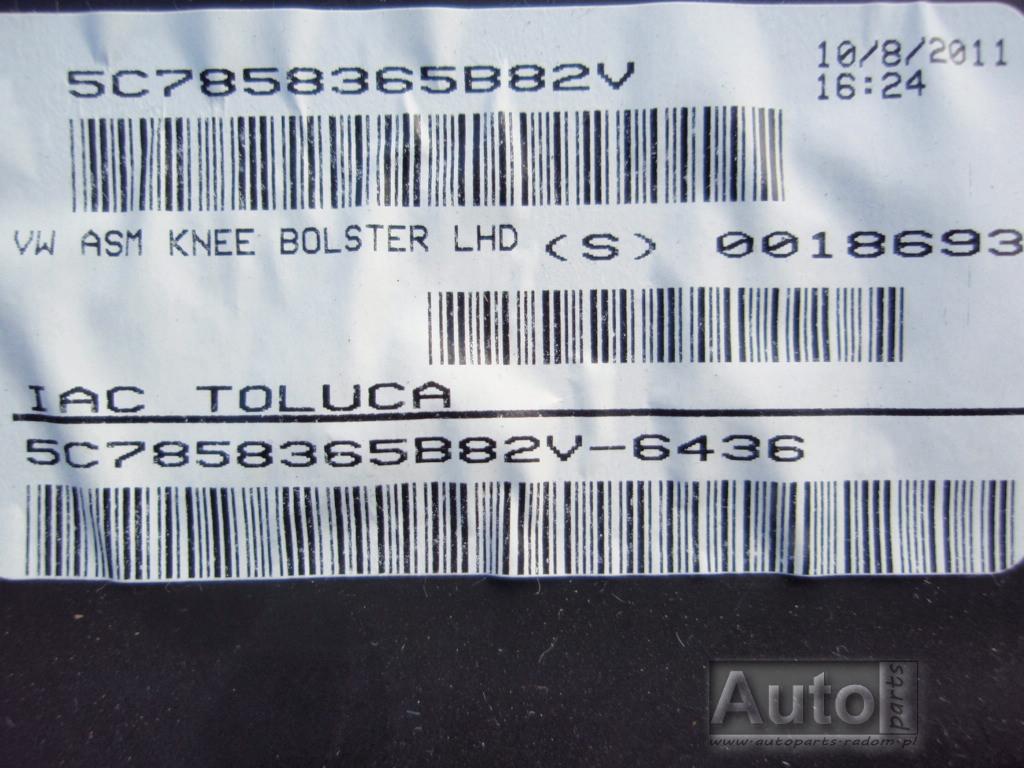 5C7858365B82V
10/8/2011
16:24
VW ASM KNEE BOLSTER LHD (S) 0018693
IAC TOLUCA
5C7858365B82V-6436
Auto parts
www.autoparts-radom.pl